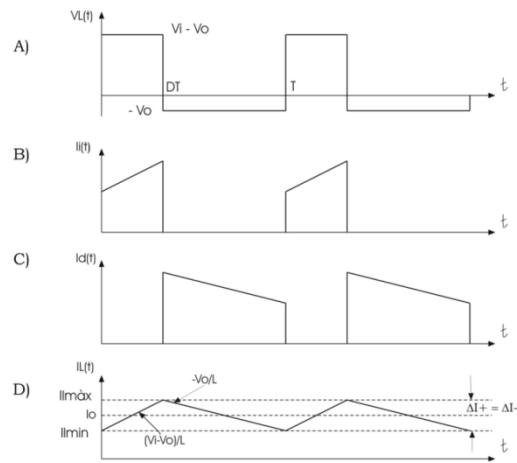 VL(t)
A)
Vi - Vo
DT
T
t
- Vo
B)
Ii(t)
t
C)
Id(t)
t
IL(t)
D)
-Vo/L
Ilmàx
Io
Ilmin
(Vi-Vo)/L
ΔI+ = ΔI-
t